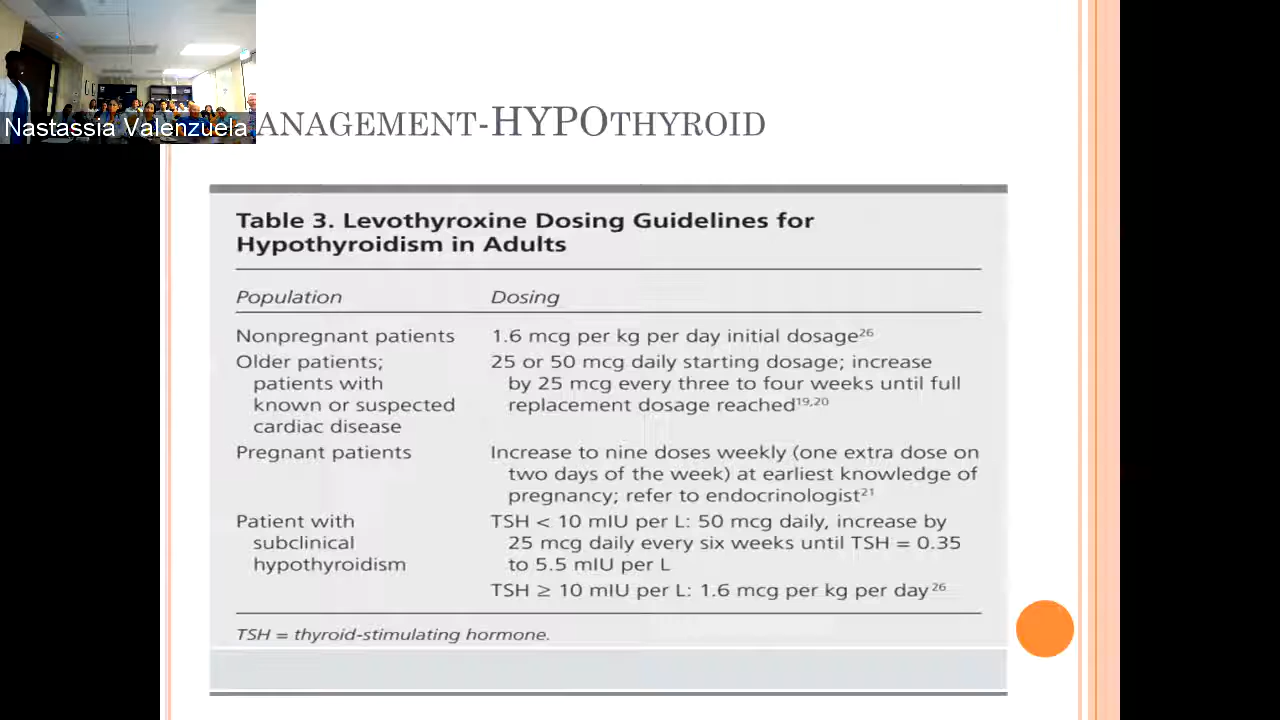 Nastassia Valenzuela
ANAGEMENT-HYPOTHYROID
Table 3. Levothyroxine Dosing Guidelines for
Hypothyroidism in Adults
Population Dosing
Nonpregnant patients 1.6 mcg per kg per day initial dosage26
Older patients; 25 or 50 mcg daily starting dosage; increase
patients with by 25 mcg every three to four weeks until full
known or suspected replacement dosage reached19,20
cardiac disease
Pregnant patients Increase to nine doses weekly (one extra dose on
two days of the week) at earliest knowledge of
pregnancy; refer to endocrinologist21
Patient with TSH < 10 mIU per L: 50 mcg daily, increase by
subclinical 25 mcg daily every six weeks until TSH = 0.35
hypothyroidism to 5.5 mIU per L
TSH ≥ 10 mIU per L: 1.6 mcg per kg per day26
TSH = thyroid-stimulating hormone.